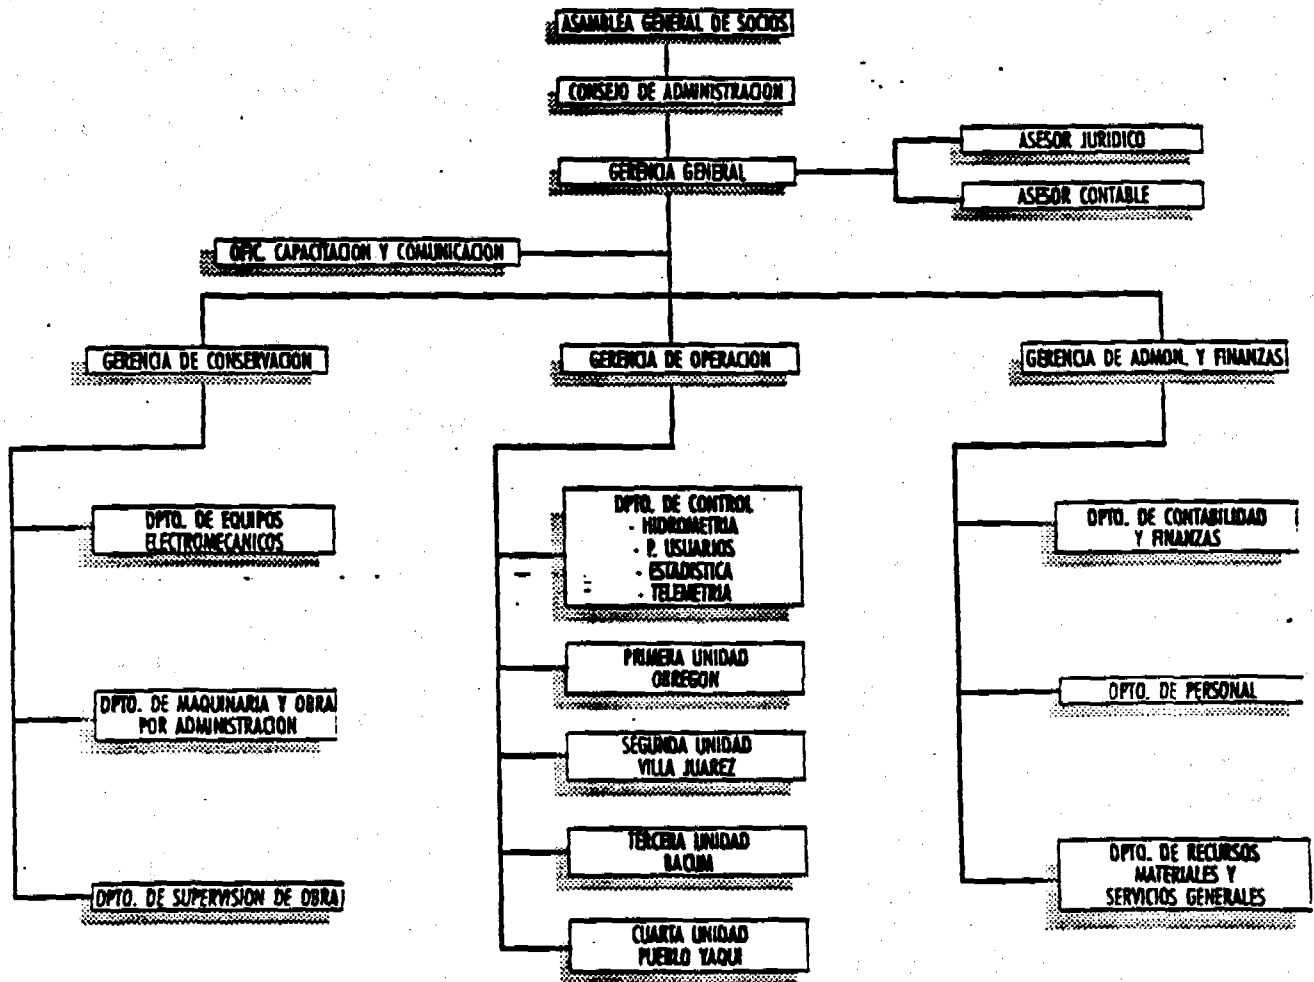 ASAMBLEA GENERAL DE SOCIOS
CONSEJO DE ADMINISTRACION
GERENCIA GENERAL
ASESOR JURIDICO
ASESOR CONTABLE
OFIC. CAPACITACION Y COMUNICACION
GERENCIA DE CONSERVACION
GERENCIA DE OPERACION
GERENCIA DE ADMON. Y FINANZAS
DPTO. DE EQUIPOS
ELECTROMECANICOS
DPTO. DE MAQUINARIA Y OBRA
POR ADMINISTRACION
DPTO. DE SUPERVISION DE OBRA
DPTO. DE CONTROL
- HIDROMETRIA
- P. USUARIOS
- ESTADISTICA
- TELEMETRIA
PRIMERA UNIDAD
OBREGON
SEGUNDA UNIDAD
VILLA JUAREZ
TERCERA UNIDAD
BACUM
CUARTA UNIDAD
PUEBLO YAQUI
DPTO. DE CONTABILIDAD
Y FINANZAS
DPTO. DE PERSONAL
DPTO. DE RECURSOS
MATERIALES Y
SERVICIOS GENERALES